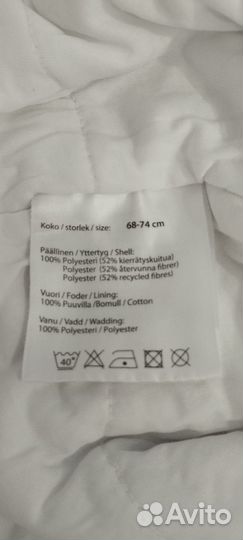 Koko / storlek / size: 68-74 cm
Päällinen / Yttertyg / Shell:
100% Polyesteri (52% kierrätyskuitua)
Polyester (52% återvunna fibrer)
Polyester (52% recycled fibres)
Vuori / Foder / Lining:
100% Puuvilla /Bomull / Cotton
Vanu / Vadd / Wadding:
100% Polyesteri / Polyester
40°
Avito